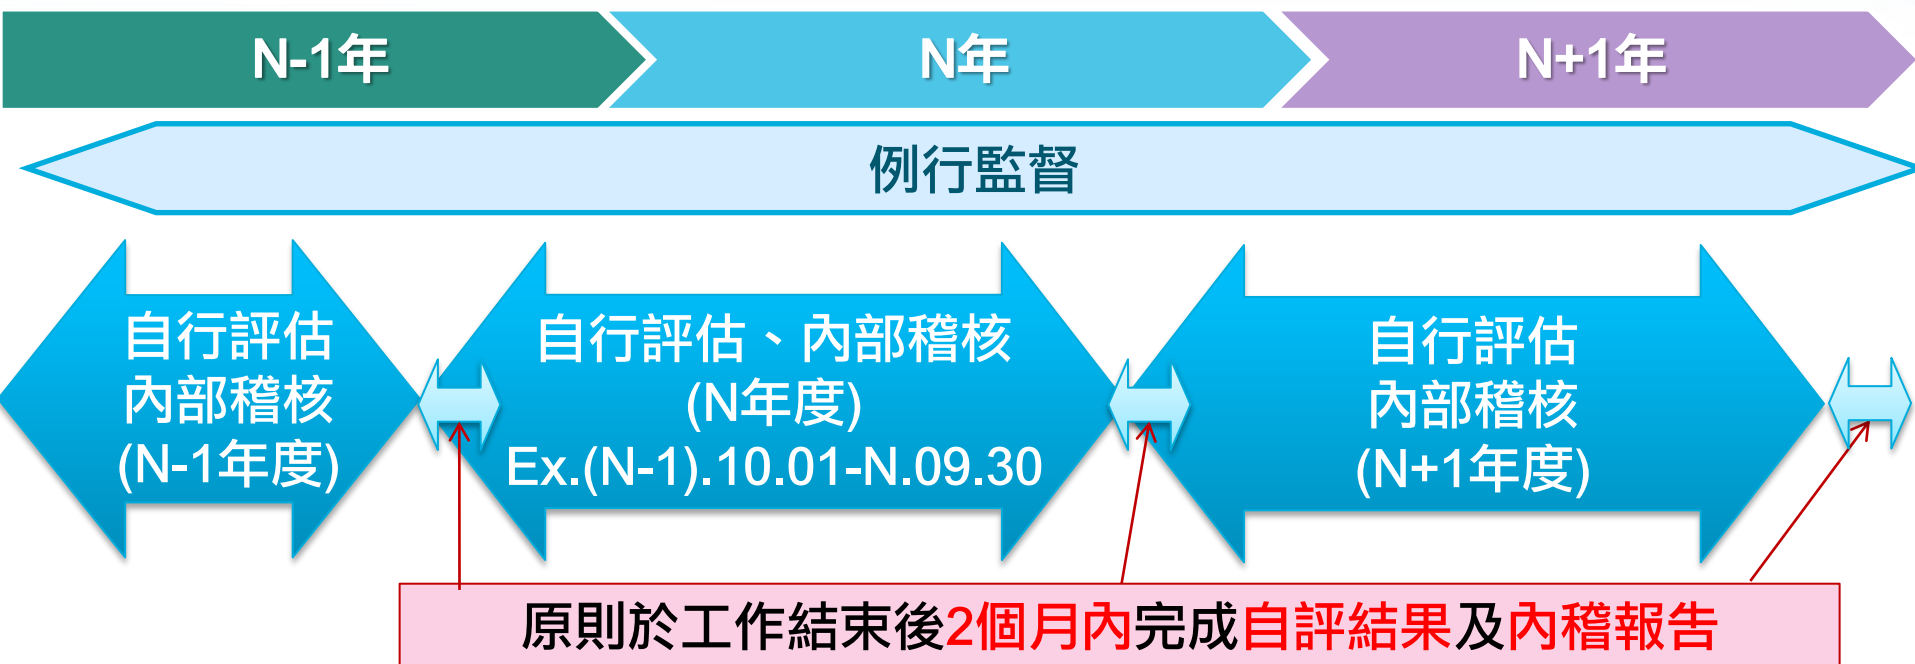 N-1年
N年
N+1年
例行監督
自行評估
內部稽核
(N-1年度)
自行評估、內部稽核
(N年度)
Ex.(N-1).10.01-N.09.30
自行評估
內部稽核
(N+1年度)
原則於工作結束後2個月內完成自評結果及內稽報告